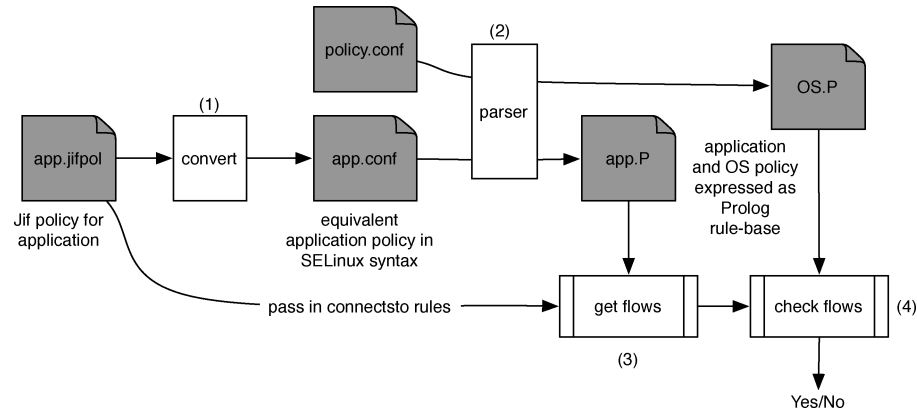 policy.conf
(2)
OS.P
(1)
parser
app.jifpol
convert
app.conf
app.P
application
and OS policy
expressed as
Prolog
rule-base
Jif policy for
application
equivalent
application policy in
SELinux syntax
pass in connectsto rules
get flows
check flows
(4)
(3)
Yes/No